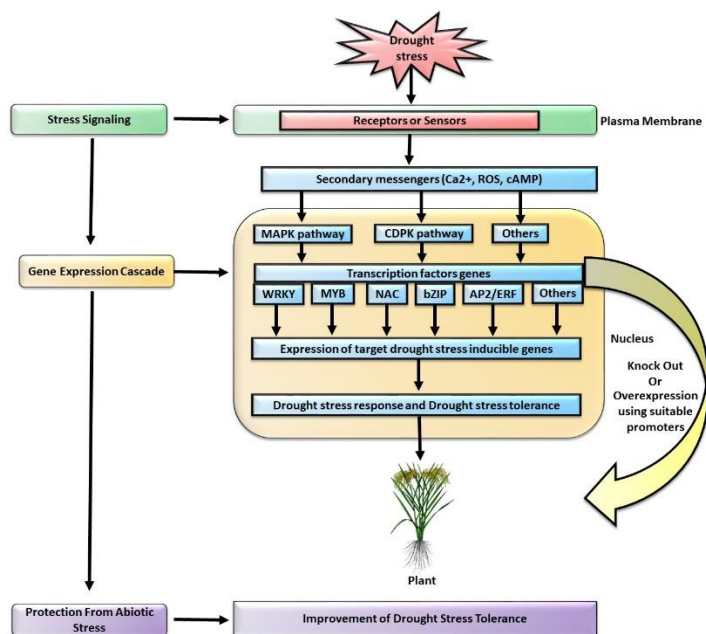 Drought
stress
Stress Signaling
Receptors or Sensors
Plasma Membrane
Secondary messengers (Ca2+, ROS, cAMP)
MAPK pathway
CDPK pathway
Others
Gene Expression Cascade
Transcription factors genes
WRKY
MYB
NAC
bZIP
AP2/ERF
Others
Expression of target drought stress inducible genes
Nucleus
Knock Out
Or
Overexpression
using suitable
promoters
Drought stress response and Drought stress tolerance
Plant
Protection From Abiotic
Stress
Improvement of Drought Stress Tolerance